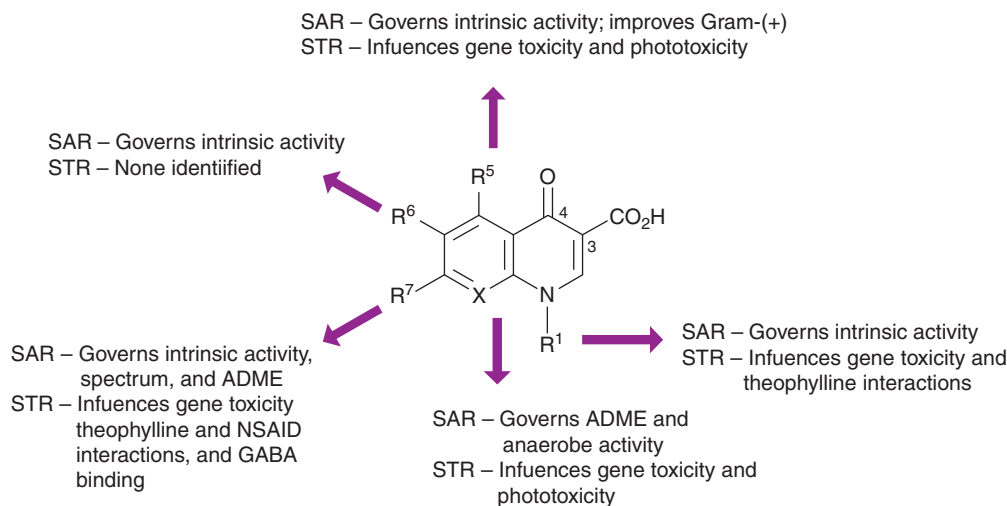 SAR – Governs intrinsic activity; improves Gram-(+)
STR – Infuences gene toxicity and phototoxicity
SAR – Governs intrinsic activity
STR – None identiified
R⁵
O
R⁶
4
CO₂H
3
R⁷
X
N
R¹
SAR – Governs intrinsic activity,
spectrum, and ADME
STR – Infuences gene toxicity
theophylline and NSAID
interactions, and GABA
binding
SAR – Governs ADME and
anaerobe activity
STR – Infuences gene toxicity and
phototoxicity
SAR – Governs intrinsic activity
STR – Infuences gene toxicity and
theophylline interactions